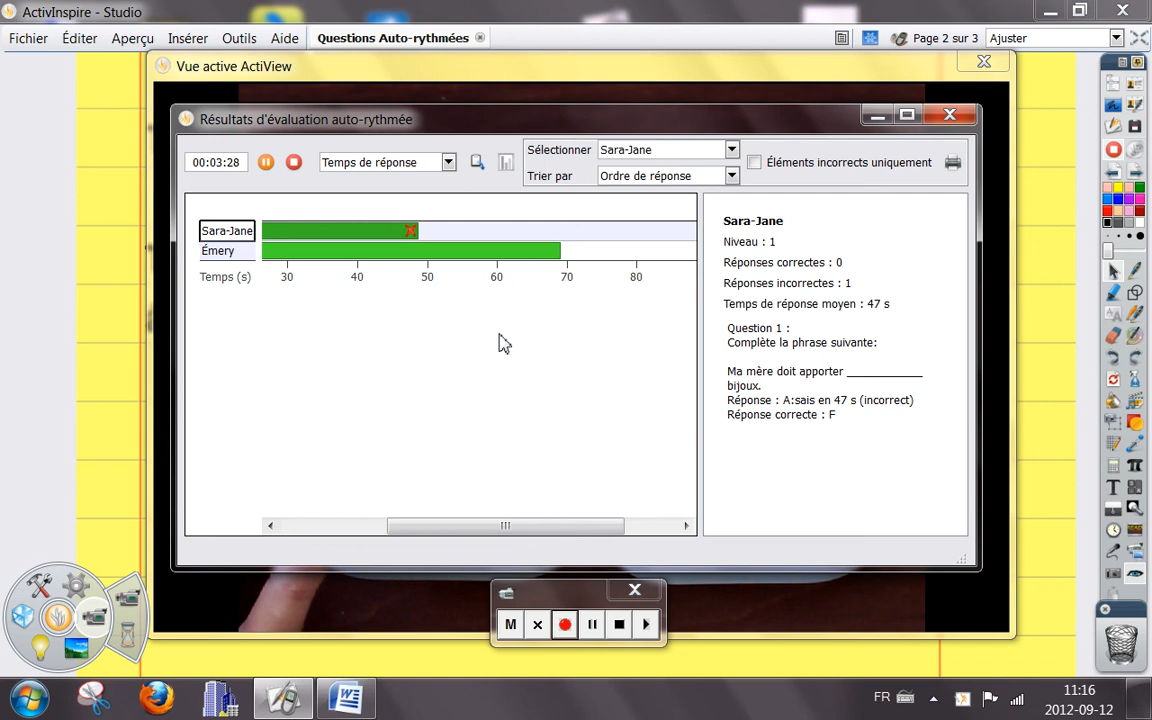 ActivInspire - Studio
Fichier Éditer Aperçu Insérer Outils Aide Questions Auto-rythmées Page 2 sur 3 Ajuster
Vue active ActiView
Résultats d'évaluation auto-rythmée
00:03:28 Temps de réponse
Sélectionner Sara-Jane
Trier par Ordre de réponse
Éléments incorrects uniquement
Sara-Jane
Émery
Temps (s) 30 40 50 60 70 80
Sara-Jane
Niveau : 1
Réponses correctes : 0
Réponses incorrectes : 1
Temps de réponse moyen : 47 s
Question 1 :
Complète la phrase suivante:
Ma mère doit apporter ____________
bijoux.
Réponse : A:sais en 47 s (incorrect)
Réponse correcte : F
M
FR
11:16
2012-09-12